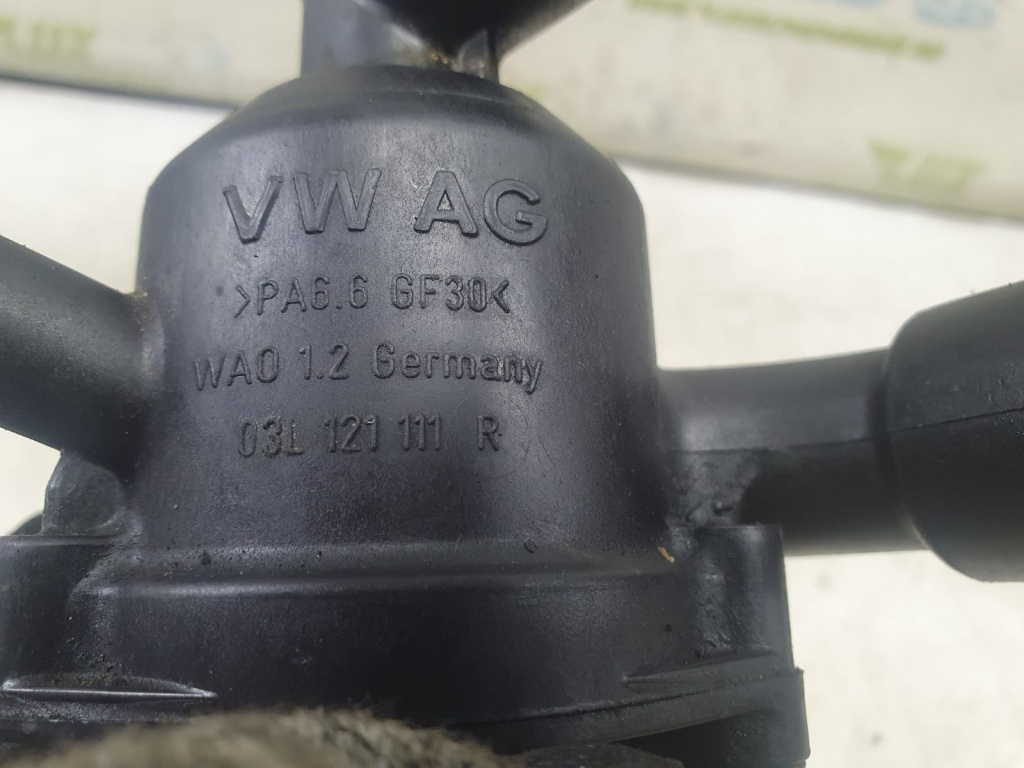 VW AG
>PA6.6 GF30<
WAO 1.2 Germany
03L 121 111 R